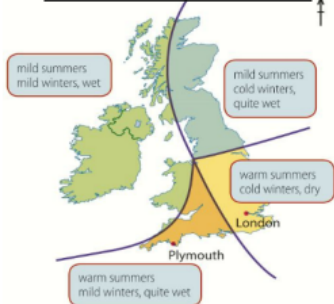 mild summers
mild winters, wet
mild summers
cold winters,
quite wet
warm summers
cold winters, dry
London
Plymouth
warm summers
mild winters, quite wet